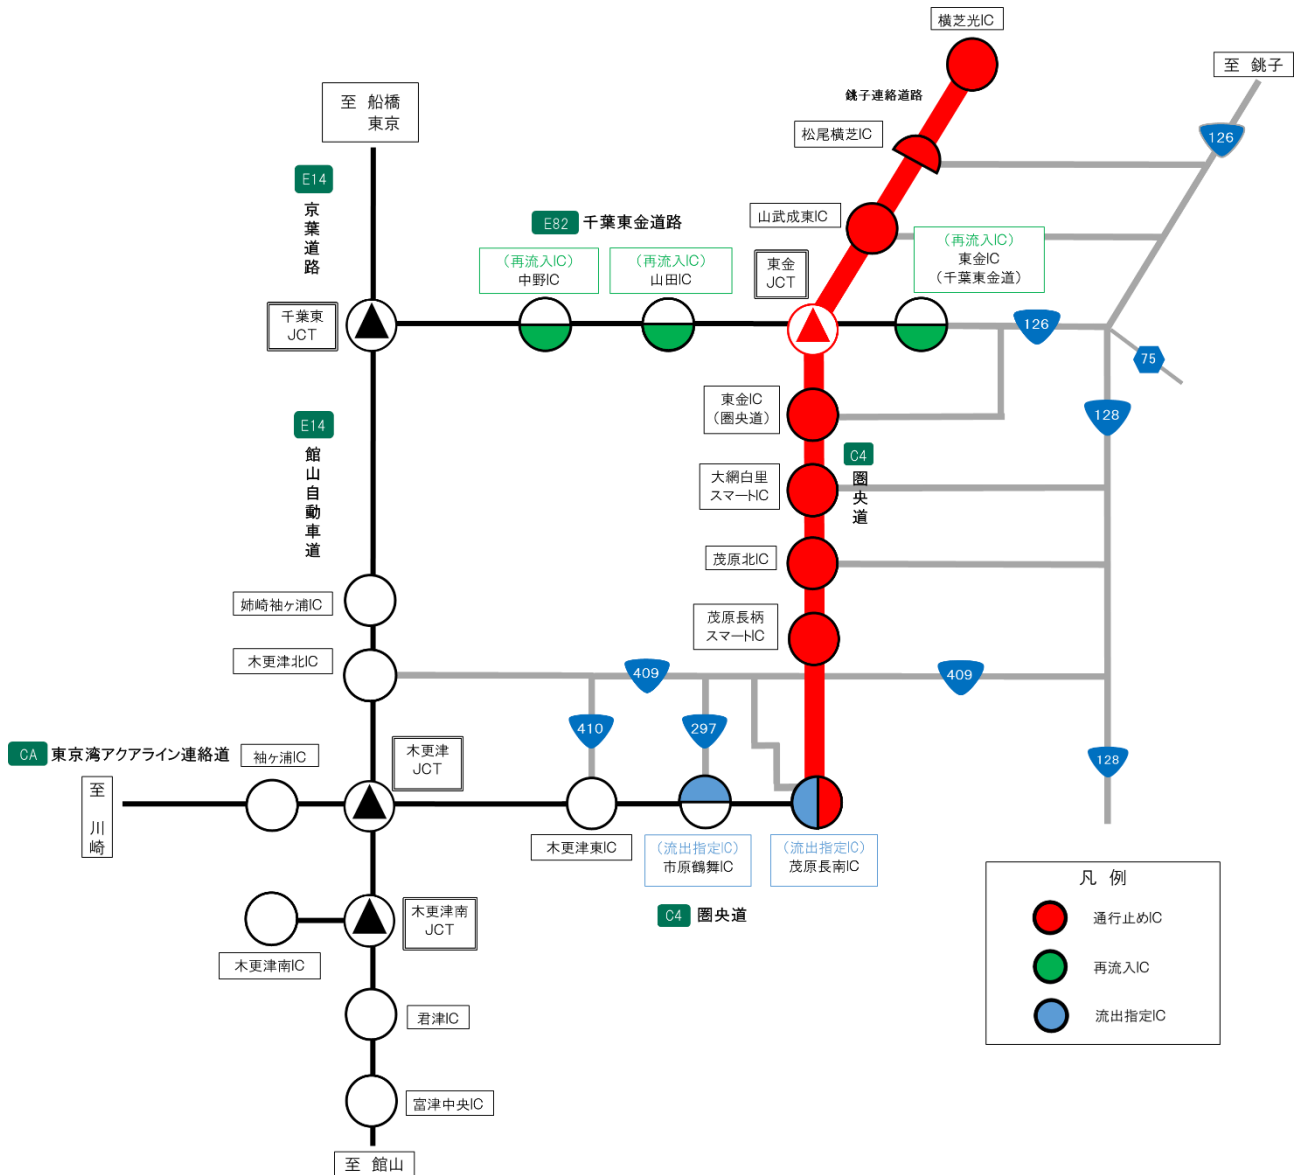 横芝光IC
至 銚子
銚子連絡道路
至 船橋
東京
126
松尾横芝IC
E14
京葉道路
山武成東IC
E82
千葉東金道路
(再流入IC)
中野IC
(再流入IC)
山田IC
東金
JCT
(再流入IC)
東金IC
(千葉東金道)
千葉東
JCT
126
75
東金IC
(圏央道)
128
E14
館山自動車道
C4
圏央道
大網白里
スマートIC
茂原北IC
姉崎袖ヶ浦IC
茂原長柄
スマートIC
木更津北IC
409
409
410
297
CA
東京湾アクアライン連絡道
袖ヶ浦IC
木更津
JCT
128
至 川崎
木更津東IC
(流出指定IC)
市原鶴舞IC
(流出指定IC)
茂原長南IC
C4
圏央道
木更津南
JCT
木更津南IC
凡 例
通行止めIC
再流入IC
流出指定IC
君津IC
富津中央IC
至 館山